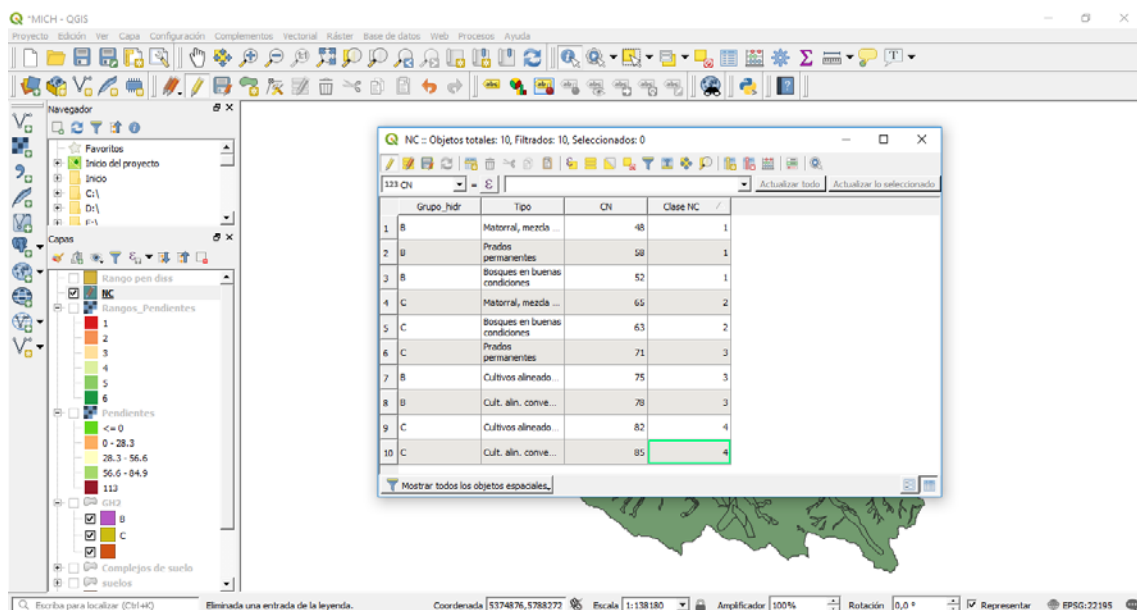 *MICH - QGIS
Proyecto Edición Ver Capa Configuración Complementos Vectorial Ráster Base de datos Web Procesos Ayuda
Navegador
Favoritos
Inicio del proyecto
Inicio
C:\
D:\
E:\
Capas
Rango pen diss
NC
Rangos_Pendientes
1
2
3
4
5
6
Pendientes
<= 0
0 - 28.3
28.3 - 56.6
56.6 - 84.9
113
GH2
B
C
Complejos de suelo
suelos
NC :: Objetos totales: 10, Filtrados: 10, Seleccionados: 0
123 CN = ε Actualizar todo Actualizar lo seleccionado
Grupo_hidr Tipo CN Clase NC
1 B Matorral, mezcla ... 48 1
2 B Prados permanentes 58 1
3 B Bosques en buenas condiciones 52 1
4 C Matorral, mezcla ... 65 2
5 C Bosques en buenas condiciones 63 2
6 C Prados permanentes 71 3
7 B Cultivos alineado... 75 3
8 B Cult. alin. conve... 78 3
9 C Cultivos alineado... 82 4
10 C Cult. alin. conve... 85 4
Mostrar todos los objetos espaciales
Escriba para localizar (Ctrl+K) Eliminada una entrada de la leyenda. Coordenada 5374876,5788272 Escala 1:138180 Amplificador 100% Rotación 0,0 ° Representar EPSG:22195